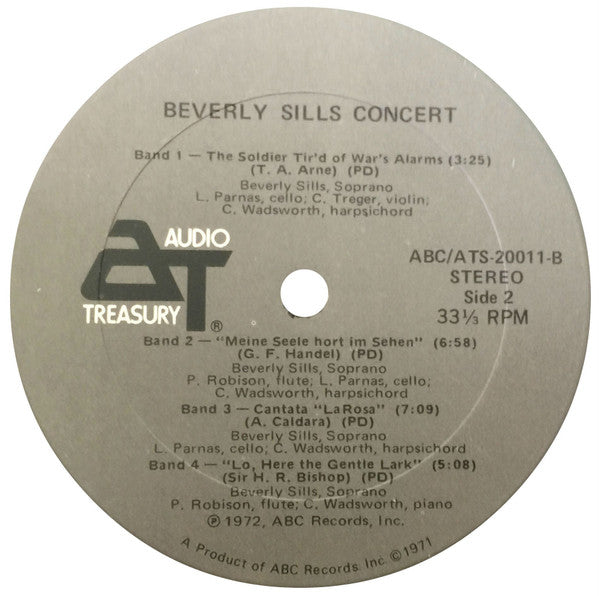 BEVERLY SILLS CONCERT
Band 1 — The Soldier Tir'd of War's Alarms (3:25)
(T. A. Arne) (PD)
Beverly Sills, Soprano
L. Parnas, cello; C. Treger, violin;
C. Wadsworth, harpsichord
AT
AUDIO
TREASURY®
ABC/ATS-20011-B
STEREO
Side 2
33⅓ RPM
Band 2 — "Meine Seele hort im Sehen" (6:58)
(G. F. Handel) (PD)
Beverly Sills, Soprano
P. Robison, flute; L. Parnas, cello;
C. Wadsworth, harpsichord
Band 3 — Cantata "LaRosa" (7:09)
(A. Caldara) (PD)
Beverly Sills, Soprano
L. Parnas, cello; C. Wadsworth, harpsichord
Band 4 — "Lo, Here the Gentle Lark" (5:08)
(Sir H. R. Bishop) (PD)
Beverly Sills, Soprano
P. Robison, flute; C. Wadsworth, piano
℗1972, ABC Records, Inc.
A Product of ABC Records Inc. ©1971